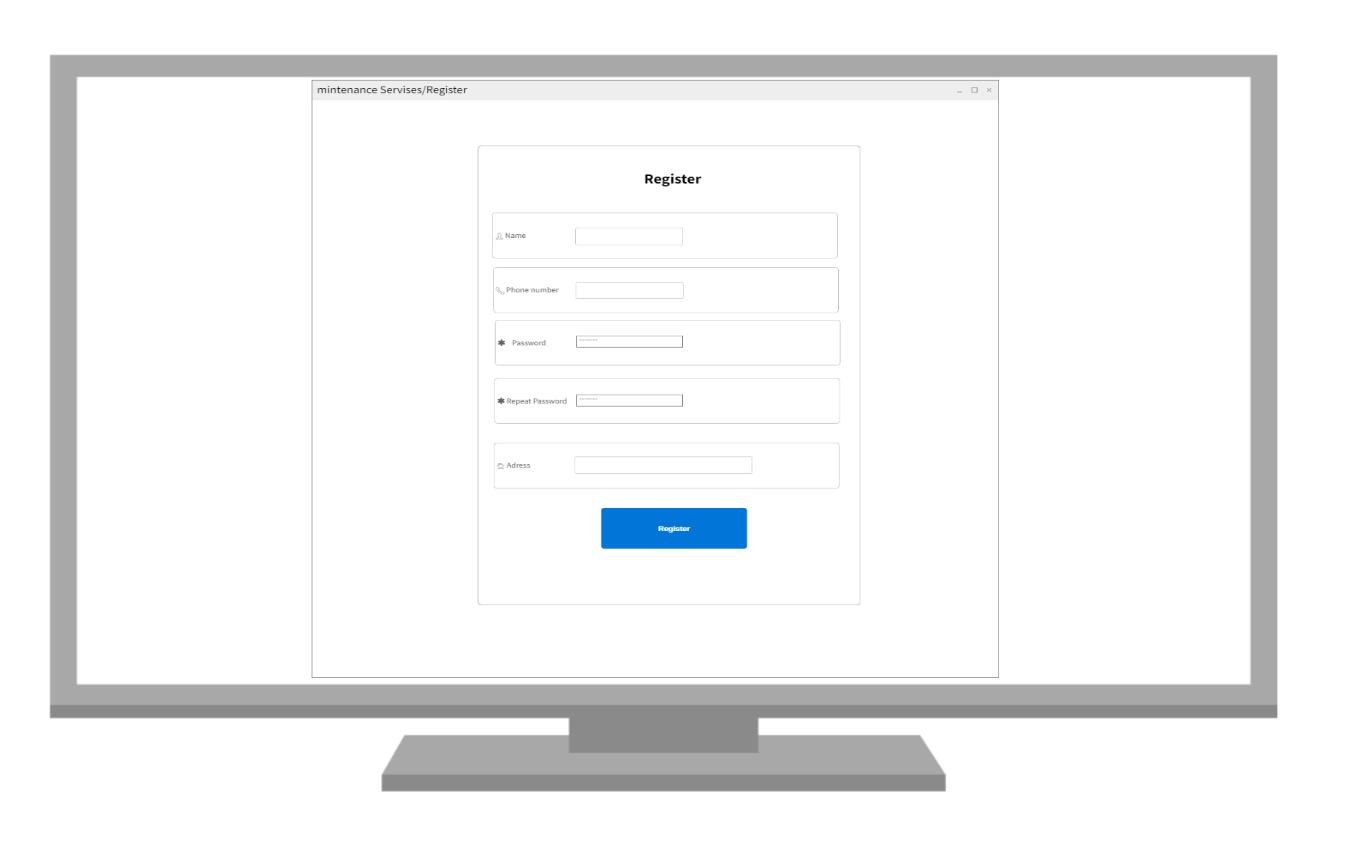 mintenance Servises/Register
Register
Name
Phone number
Password ********
Repeat Password ********
Adress
Register